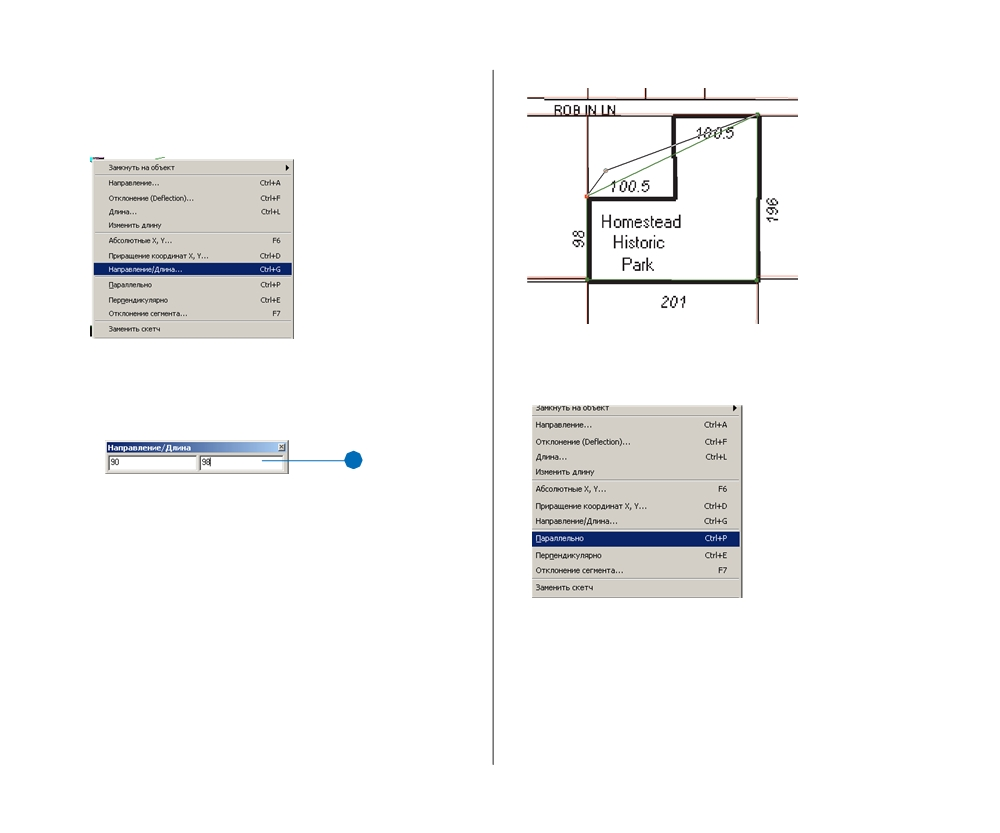 Замкнуть на объект
Направление... Ctrl+A
Отклонение (Deflection)... Ctrl+F
Длина... Ctrl+L
Изменить длину
Абсолютные X, Y... F6
Приращение координат X, Y... Ctrl+D
Направление/Длина... Ctrl+G
Параллельно Ctrl+P
Перпендикулярно Ctrl+E
Отклонение сегмента... F7
Заменить скетч
Направление/Длина
90 98
ROBIN LN
100.5
100.5
196
98
Homestead
Historic
Park
201
Замкнуть на объект
Направление... Ctrl+A
Отклонение (Deflection)... Ctrl+F
Длина... Ctrl+L
Изменить длину
Абсолютные X, Y... F6
Приращение координат X, Y... Ctrl+D
Направление/Длина... Ctrl+G
Параллельно Ctrl+P
Перпендикулярно Ctrl+E
Отклонение сегмента... F7
Заменить скетч